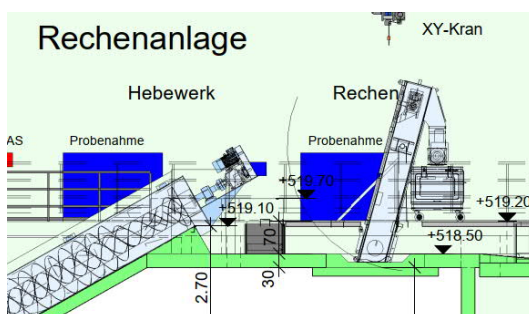 Rechenanlage
XY-Kran
Hebewerk
Rechen
AS
Probenahme
Probenahme
+519.70
+519.10
+519.20
70
+518.50
30
2.70